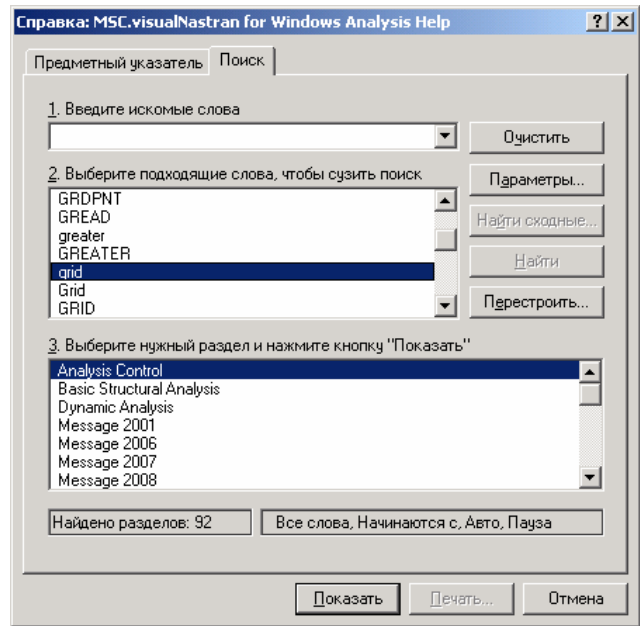 Справка: MSC.visualNastran for Windows Analysis Help
Предметный указатель Поиск
1. Введите искомые слова
Очистить
2. Выберите подходящие слова, чтобы сузить поиск
Параметры...
GRDPNT
GREAD
greater
GREATER
grid
Grid
GRID
Найти сходные...
Найти
Перестроить...
3. Выберите нужный раздел и нажмите кнопку "Показать"
Analysis Control
Basic Structural Analysis
Dynamic Analysis
Message 2001
Message 2006
Message 2007
Message 2008
Найдено разделов: 92
Все слова, Начинаются с, Авто, Пауза
Показать
Печать...
Отмена